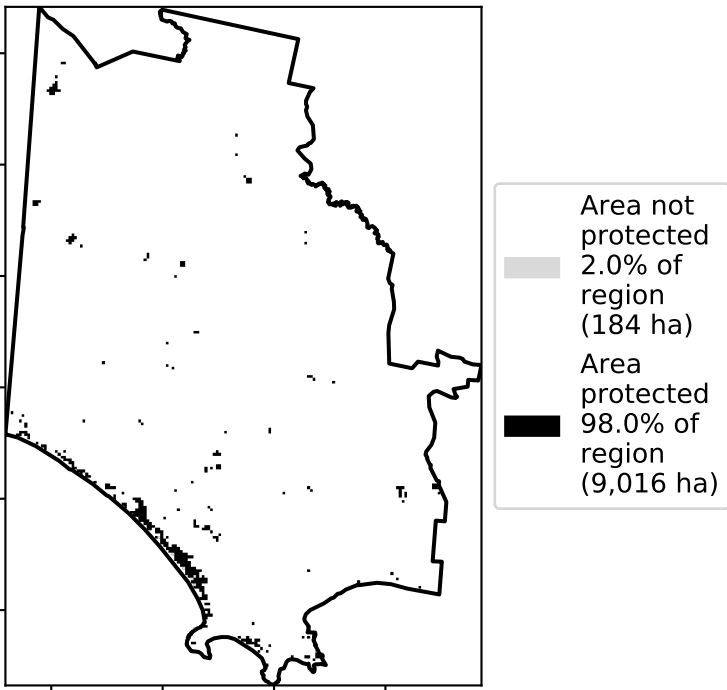 Area not
protected
2.0% of
region
(184 ha)
Area
protected
98.0% of
region
(9,016 ha)